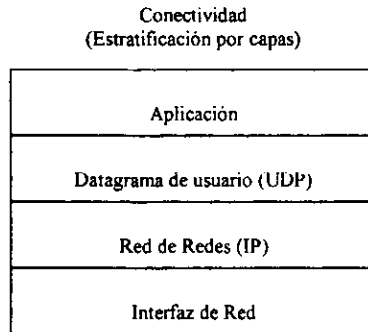 Conectividad
(Estratificación por capas)
Aplicación
Datagrama de usuario (UDP)
Red de Redes (IP)
Interfaz de Red